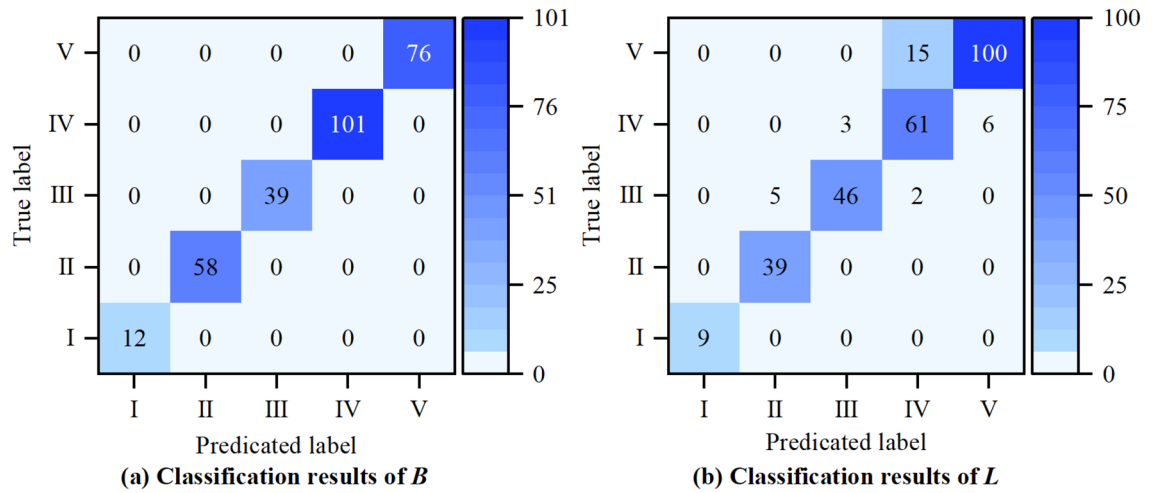 V 0 0 0 0 76 101
IV 0 0 0 101 0 76
III 0 0 39 0 0 51
II 0 58 0 0 0 25
I 12 0 0 0 0 0
I II III IV V
True label
Predicated label
(a) Classification results of B
V 0 0 0 15 100 100
IV 0 0 3 61 6 75
III 0 5 46 2 0 50
II 0 39 0 0 0 25
I 9 0 0 0 0 0
I II III IV V
True label
Predicated label
(b) Classification results of L